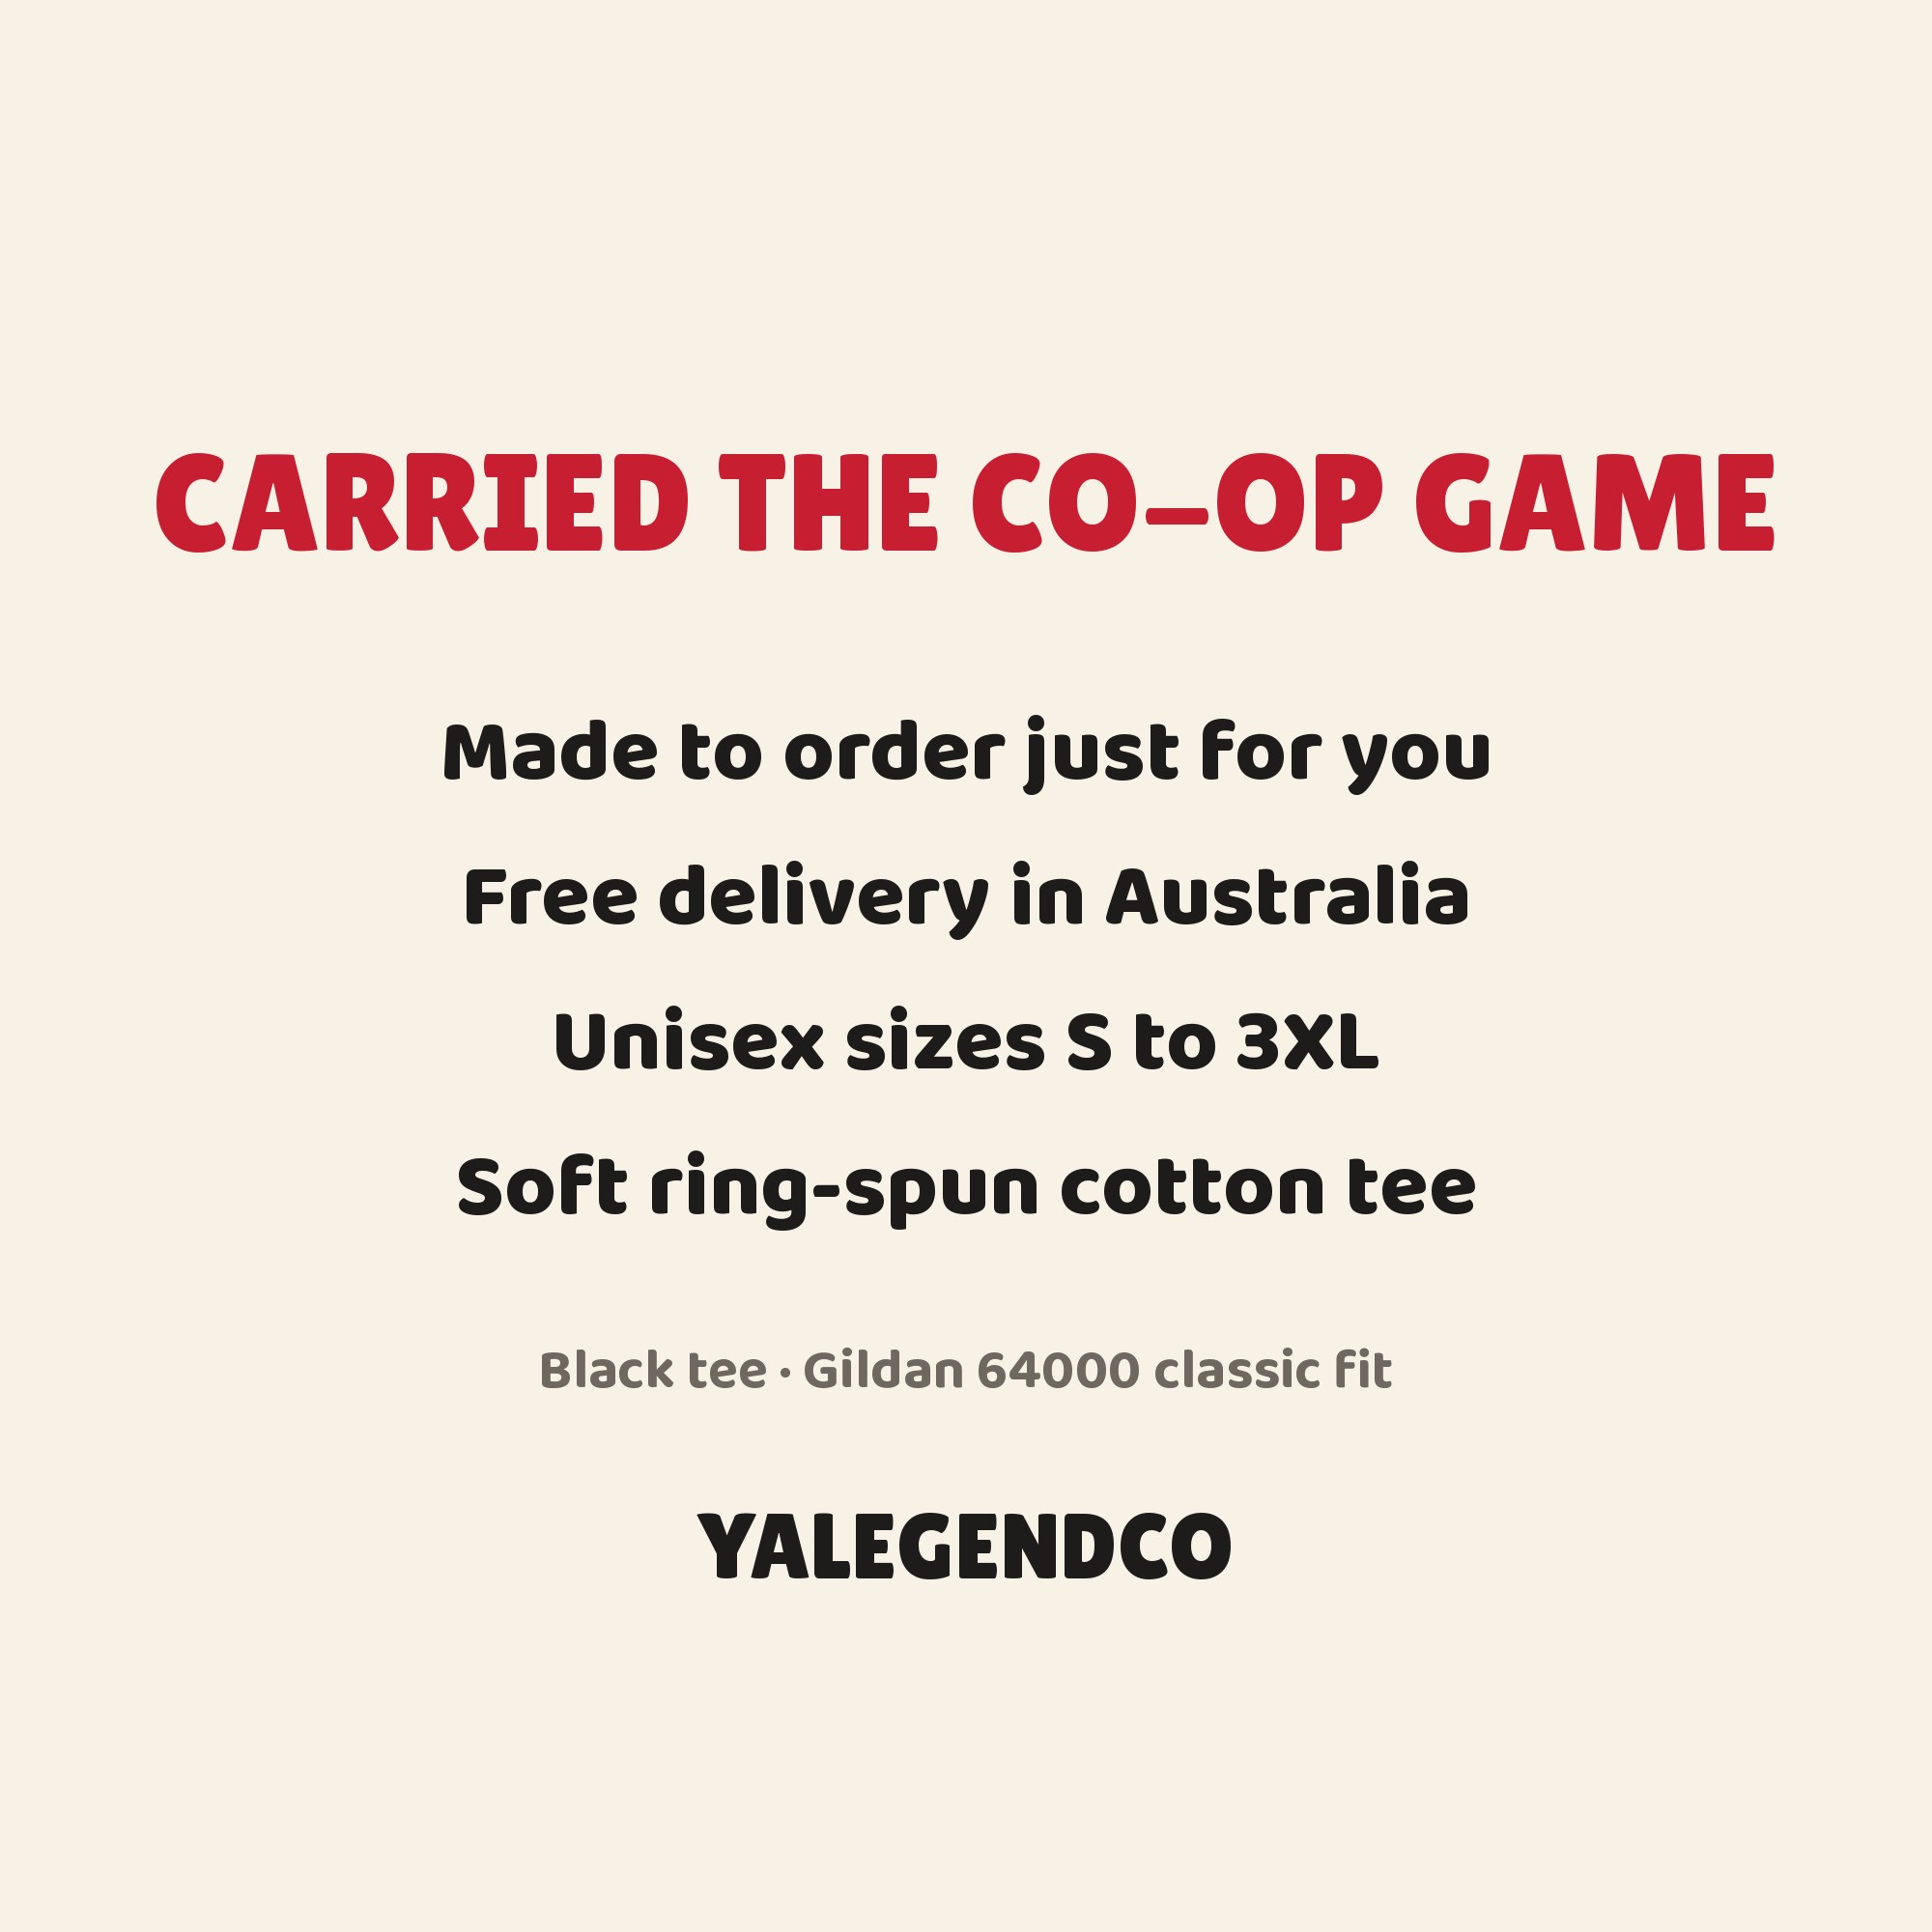 CARRIED THE CO-OP GAME
Made to order just for you
Free delivery in Australia
Unisex sizes S to 3XL
Soft ring-spun cotton tee
Black tee • Gildan 64000 classic fit
YALEGENDCO